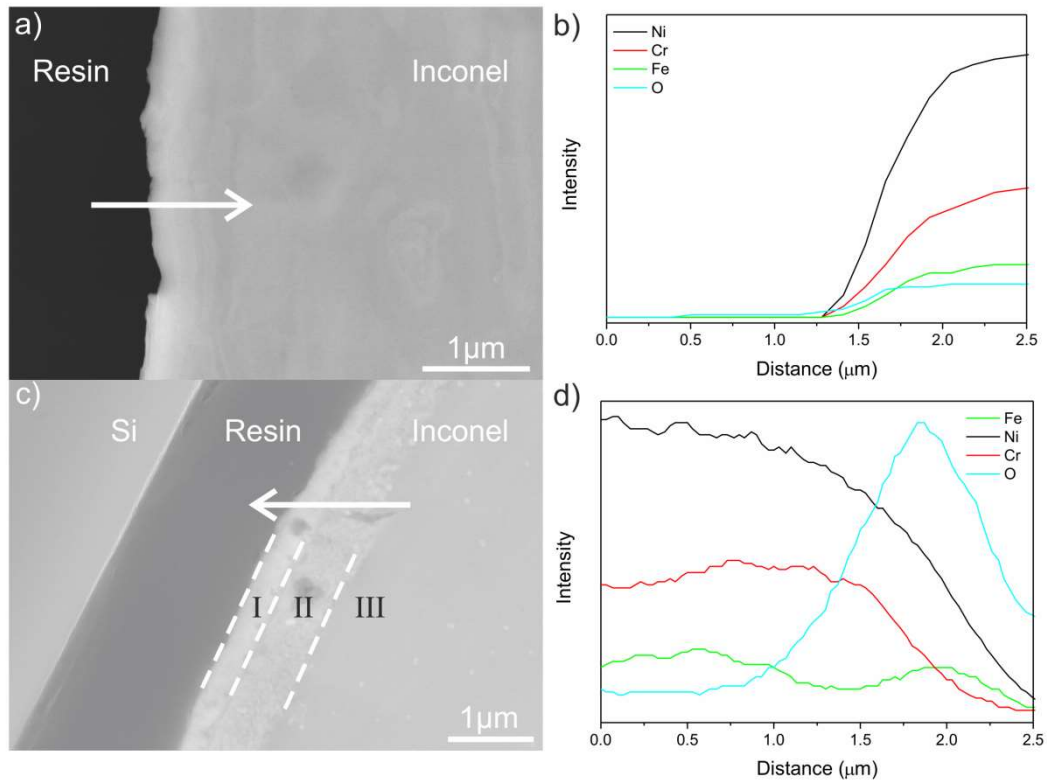 a)
Resin
Inconel
1μm
b)
Ni
Cr
Fe
O
Intensity
0.0 0.5 1.0 1.5 2.0 2.5
Distance (μm)
c)
Si
Resin
Inconel
I
II
III
1μm
d)
Fe
Ni
Cr
O
Intensity
0.0 0.5 1.0 1.5 2.0 2.5
Distance (μm)